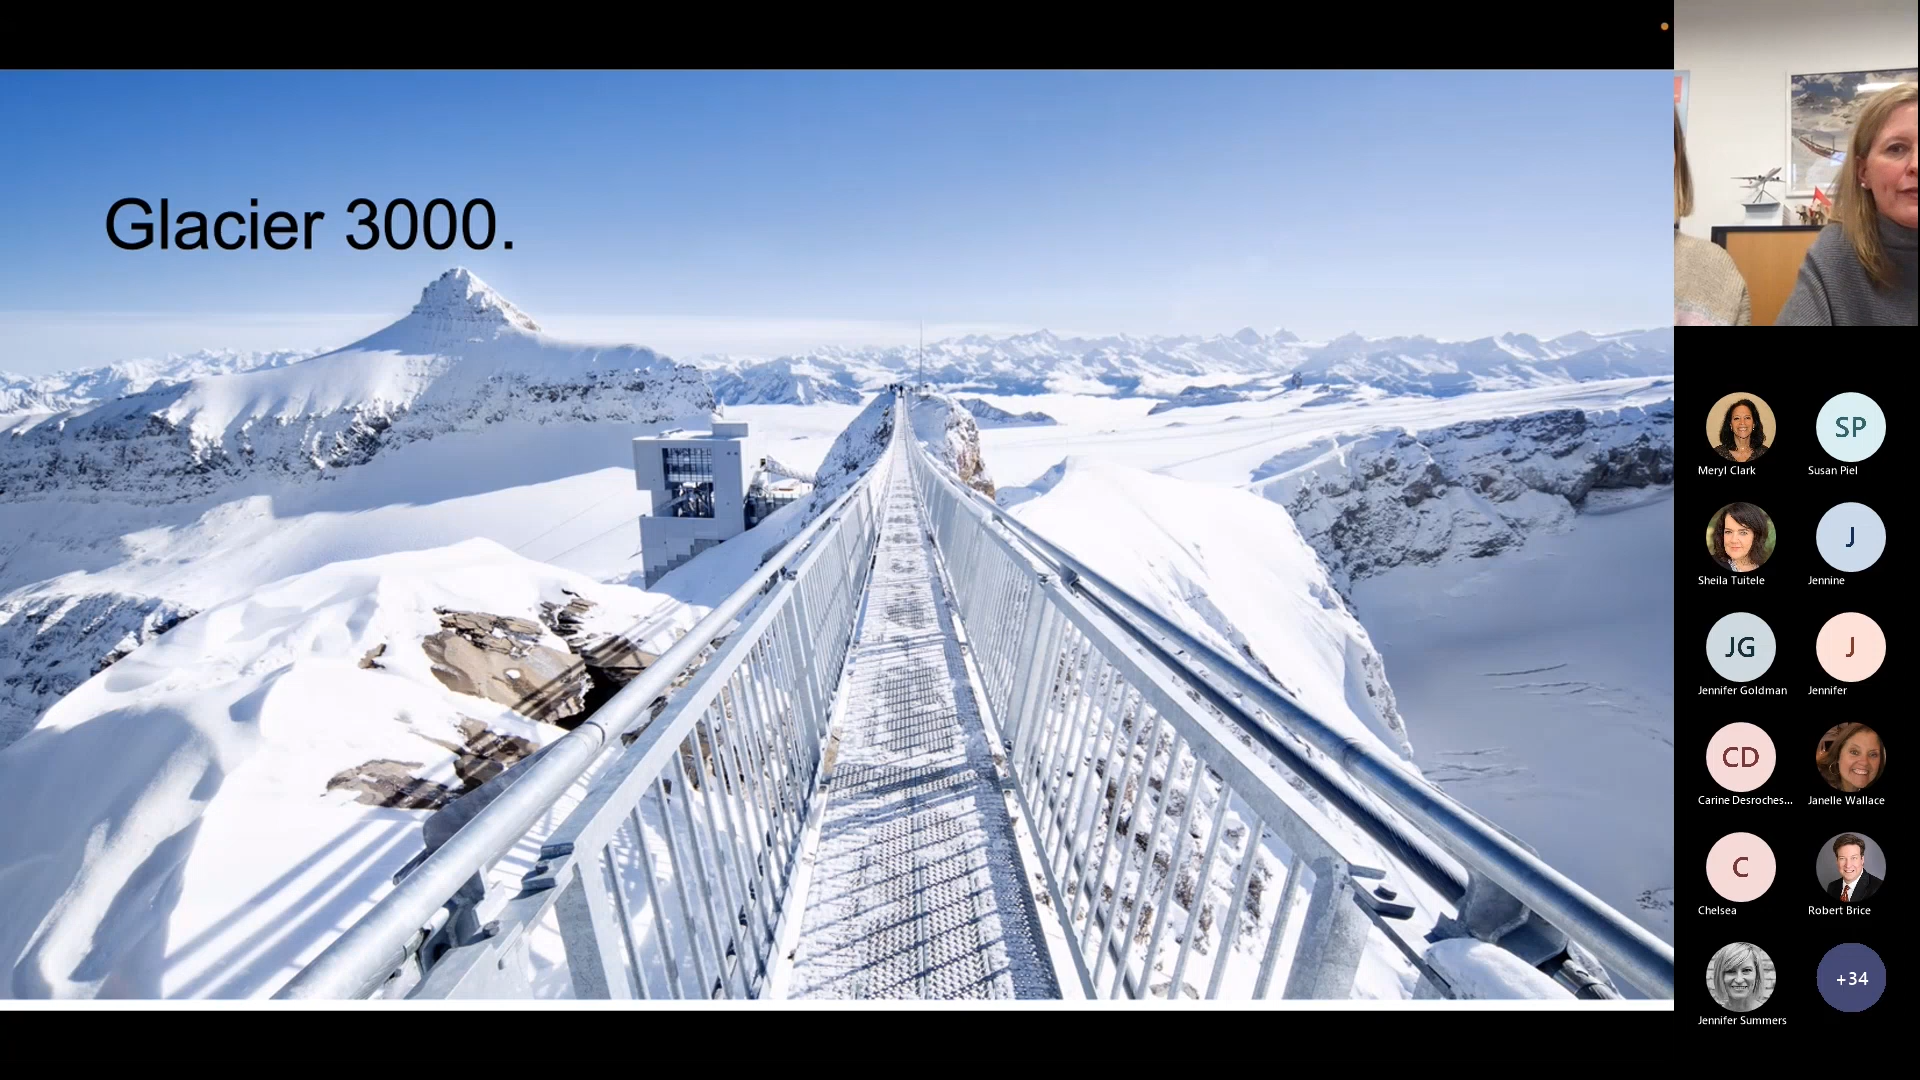 Glacier 3000.
Meryl Clark
SP
Susan Piel
Sheila Tuitele
J
Jennine
JG
Jennifer Goldman
J
Jennifer
CD
Carine Desroches...
Janelle Wallace
C
Chelsea
Robert Brice
Jennifer Summers
+34